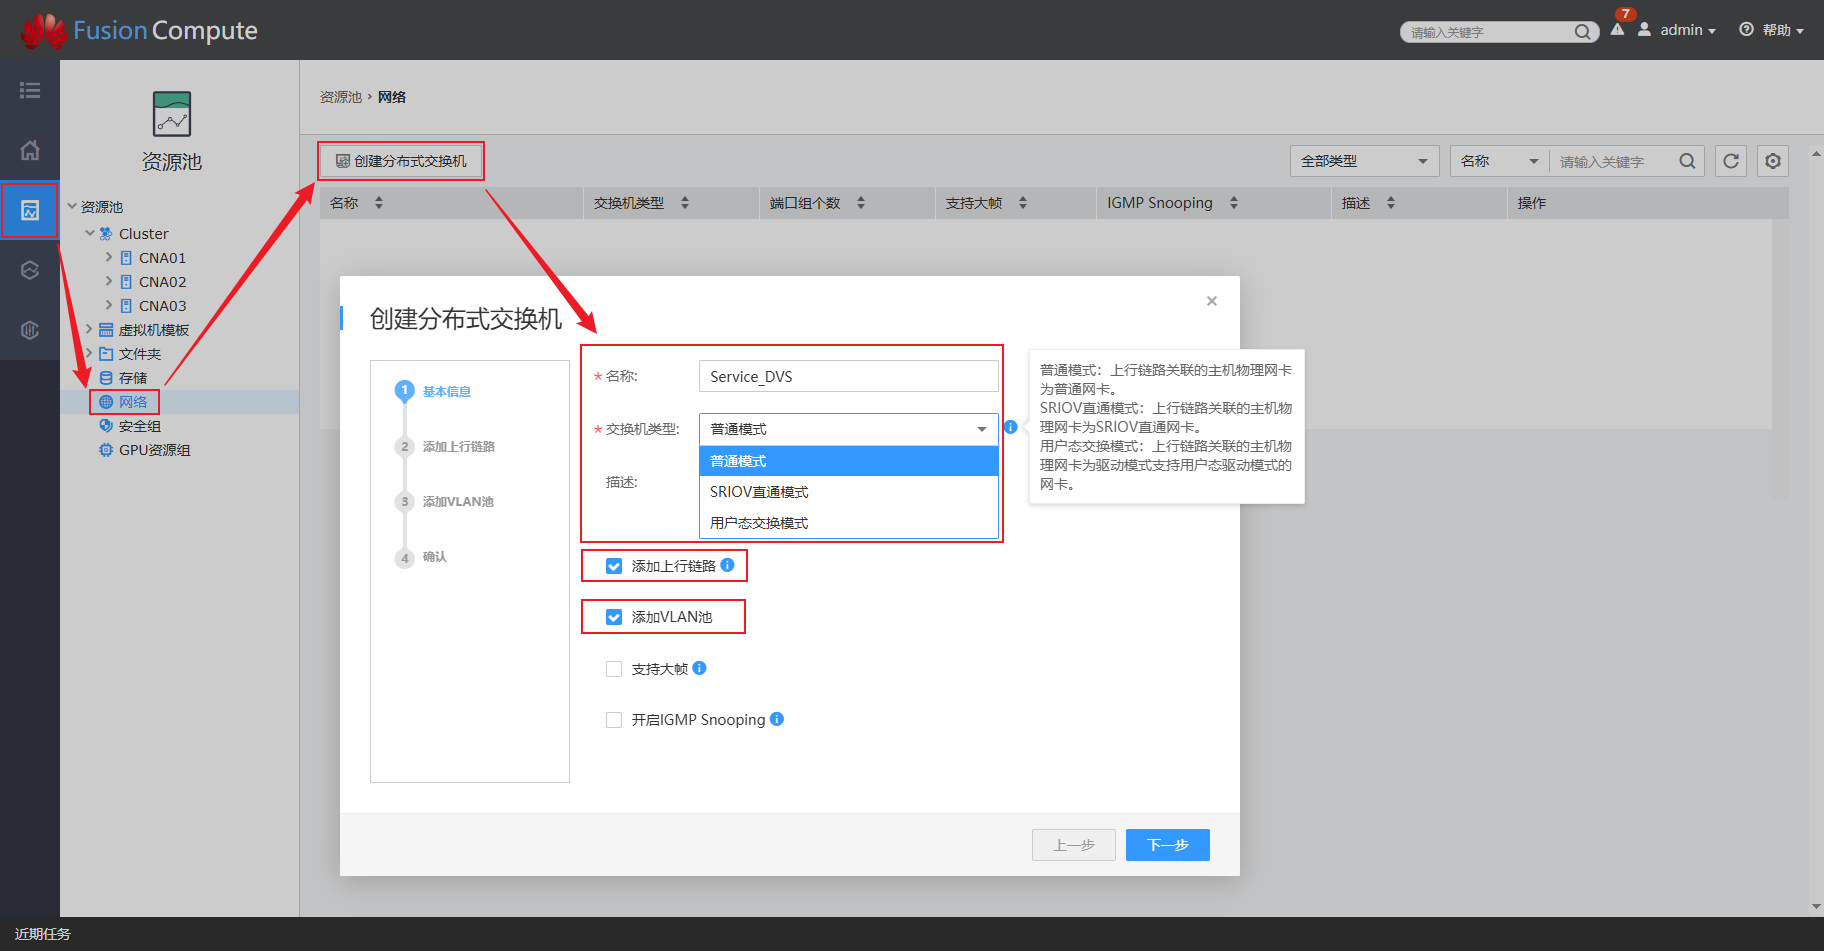 Fusion Compute
请输入关键字
7
admin
帮助
资源池
资源池
Cluster
CNA01
CNA02
CNA03
虚拟机模板
文件夹
存储
网络
安全组
GPU资源组
资源池 › 网络
创建分布式交换机
全部类型
名称
请输入关键字
名称 交换机类型 端口组个数 支持大帧 IGMP Snooping 描述 操作
创建分布式交换机
×
1 基本信息
2 添加上行链路
3 添加VLAN池
4 确认
* 名称: Service_DVS
* 交换机类型: 普通模式
普通模式
SRIOV直通模式
用户态交换模式
描述:
添加上行链路
添加VLAN池
支持大帧
开启IGMP Snooping
普通模式：上行链路关联的主机物理网卡
为普通网卡。
SRIOV直通模式：上行链路关联的主机物
理网卡为SRIOV直通网卡。
用户态交换模式：上行链路关联的主机物
理网卡为驱动模式支持用户态驱动模式的
网卡。
上一步
下一步
近期任务